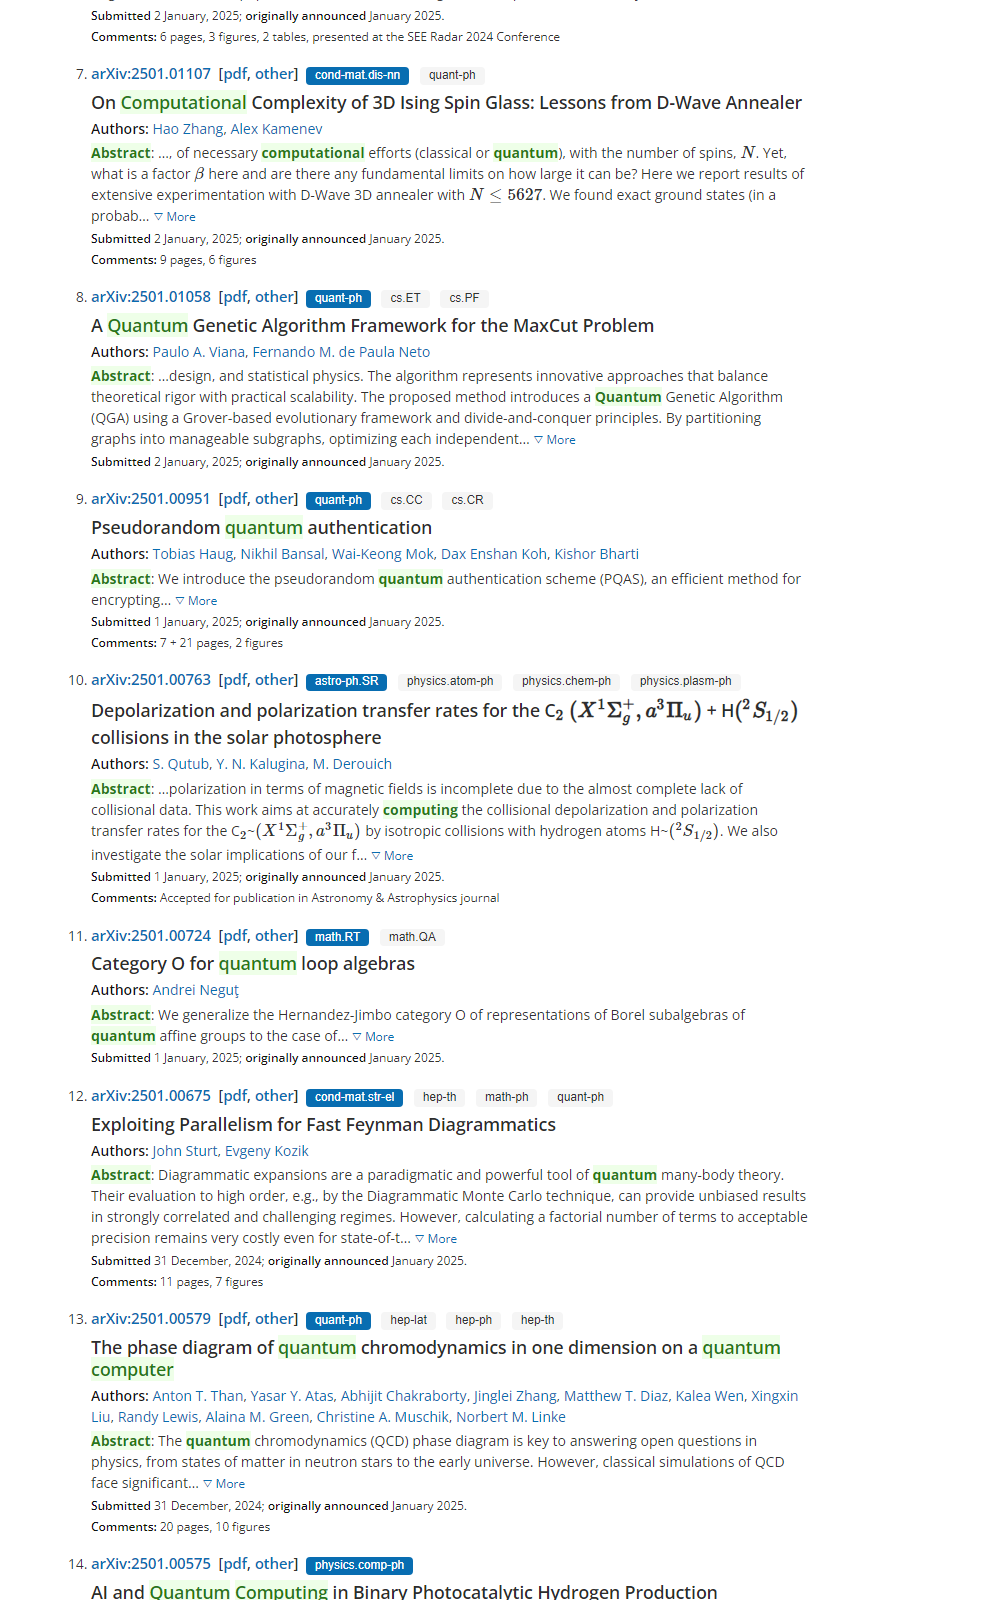 Submitted 2 January, 2025; originally announced January 2025.
Comments: 6 pages, 3 figures, 2 tables, presented at the SEE Radar 2024 Conference
7. arXiv:2501.01107 [pdf, other] cond-mat.dis-nn quant-ph
On Computational Complexity of 3D Ising Spin Glass: Lessons from D-Wave Annealer
Authors: Hao Zhang, Alex Kamenev
Abstract: …, of necessary computational efforts (classical or quantum), with the number of spins, N. Yet,
what is a factor β here and are there any fundamental limits on how large it can be? Here we report results of
extensive experimentation with D-Wave 3D annealer with N ≤ 5627. We found exact ground states (in a
probab… ▽ More
Submitted 2 January, 2025; originally announced January 2025.
Comments: 9 pages, 6 figures
8. arXiv:2501.01058 [pdf, other] quant-ph cs.ET cs.PF
A Quantum Genetic Algorithm Framework for the MaxCut Problem
Authors: Paulo A. Viana, Fernando M. de Paula Neto
Abstract: …design, and statistical physics. The algorithm represents innovative approaches that balance
theoretical rigor with practical scalability. The proposed method introduces a Quantum Genetic Algorithm
(QGA) using a Grover-based evolutionary framework and divide-and-conquer principles. By partitioning
graphs into manageable subgraphs, optimizing each independent… ▽ More
Submitted 2 January, 2025; originally announced January 2025.
9. arXiv:2501.00951 [pdf, other] quant-ph cs.CC cs.CR
Pseudorandom quantum authentication
Authors: Tobias Haug, Nikhil Bansal, Wai-Keong Mok, Dax Enshan Koh, Kishor Bharti
Abstract: We introduce the pseudorandom quantum authentication scheme (PQAS), an efficient method for
encrypting… ▽ More
Submitted 1 January, 2025; originally announced January 2025.
Comments: 7 + 21 pages, 2 figures
10. arXiv:2501.00763 [pdf, other] astro-ph.SR physics.atom-ph physics.chem-ph physics.plasm-ph
Depolarization and polarization transfer rates for the C₂ (X¹Σ_g⁺, a³Π_u) + H(²S_{1/2})
collisions in the solar photosphere
Authors: S. Qutub, Y. N. Kalugina, M. Derouich
Abstract: …polarization in terms of magnetic fields is incomplete due to the almost complete lack of
collisional data. This work aims at accurately computing the collisional depolarization and polarization
transfer rates for the C₂~(X¹Σ_g⁺, a³Π_u) by isotropic collisions with hydrogen atoms H~(²S_{1/2}). We also
investigate the solar implications of our f… ▽ More
Submitted 1 January, 2025; originally announced January 2025.
Comments: Accepted for publication in Astronomy & Astrophysics journal
11. arXiv:2501.00724 [pdf, other] math.RT math.QA
Category O for quantum loop algebras
Authors: Andrei Neguţ
Abstract: We generalize the Hernandez-Jimbo category O of representations of Borel subalgebras of
quantum affine groups to the case of… ▽ More
Submitted 1 January, 2025; originally announced January 2025.
12. arXiv:2501.00675 [pdf, other] cond-mat.str-el hep-th math-ph quant-ph
Exploiting Parallelism for Fast Feynman Diagrammatics
Authors: John Sturt, Evgeny Kozik
Abstract: Diagrammatic expansions are a paradigmatic and powerful tool of quantum many-body theory.
Their evaluation to high order, e.g., by the Diagrammatic Monte Carlo technique, can provide unbiased results
in strongly correlated and challenging regimes. However, calculating a factorial number of terms to acceptable
precision remains very costly even for state-of-t… ▽ More
Submitted 31 December, 2024; originally announced January 2025.
Comments: 11 pages, 7 figures
13. arXiv:2501.00579 [pdf, other] quant-ph hep-lat hep-ph hep-th
The phase diagram of quantum chromodynamics in one dimension on a quantum
computer
Authors: Anton T. Than, Yasar Y. Atas, Abhijit Chakraborty, Jinglei Zhang, Matthew T. Diaz, Kalea Wen, Xingxin
Liu, Randy Lewis, Alaina M. Green, Christine A. Muschik, Norbert M. Linke
Abstract: The quantum chromodynamics (QCD) phase diagram is key to answering open questions in
physics, from states of matter in neutron stars to the early universe. However, classical simulations of QCD
face significant… ▽ More
Submitted 31 December, 2024; originally announced January 2025.
Comments: 20 pages, 10 figures
14. arXiv:2501.00575 [pdf, other] physics.comp-ph
AI and Quantum Computing in Binary Photocatalytic Hydrogen Production